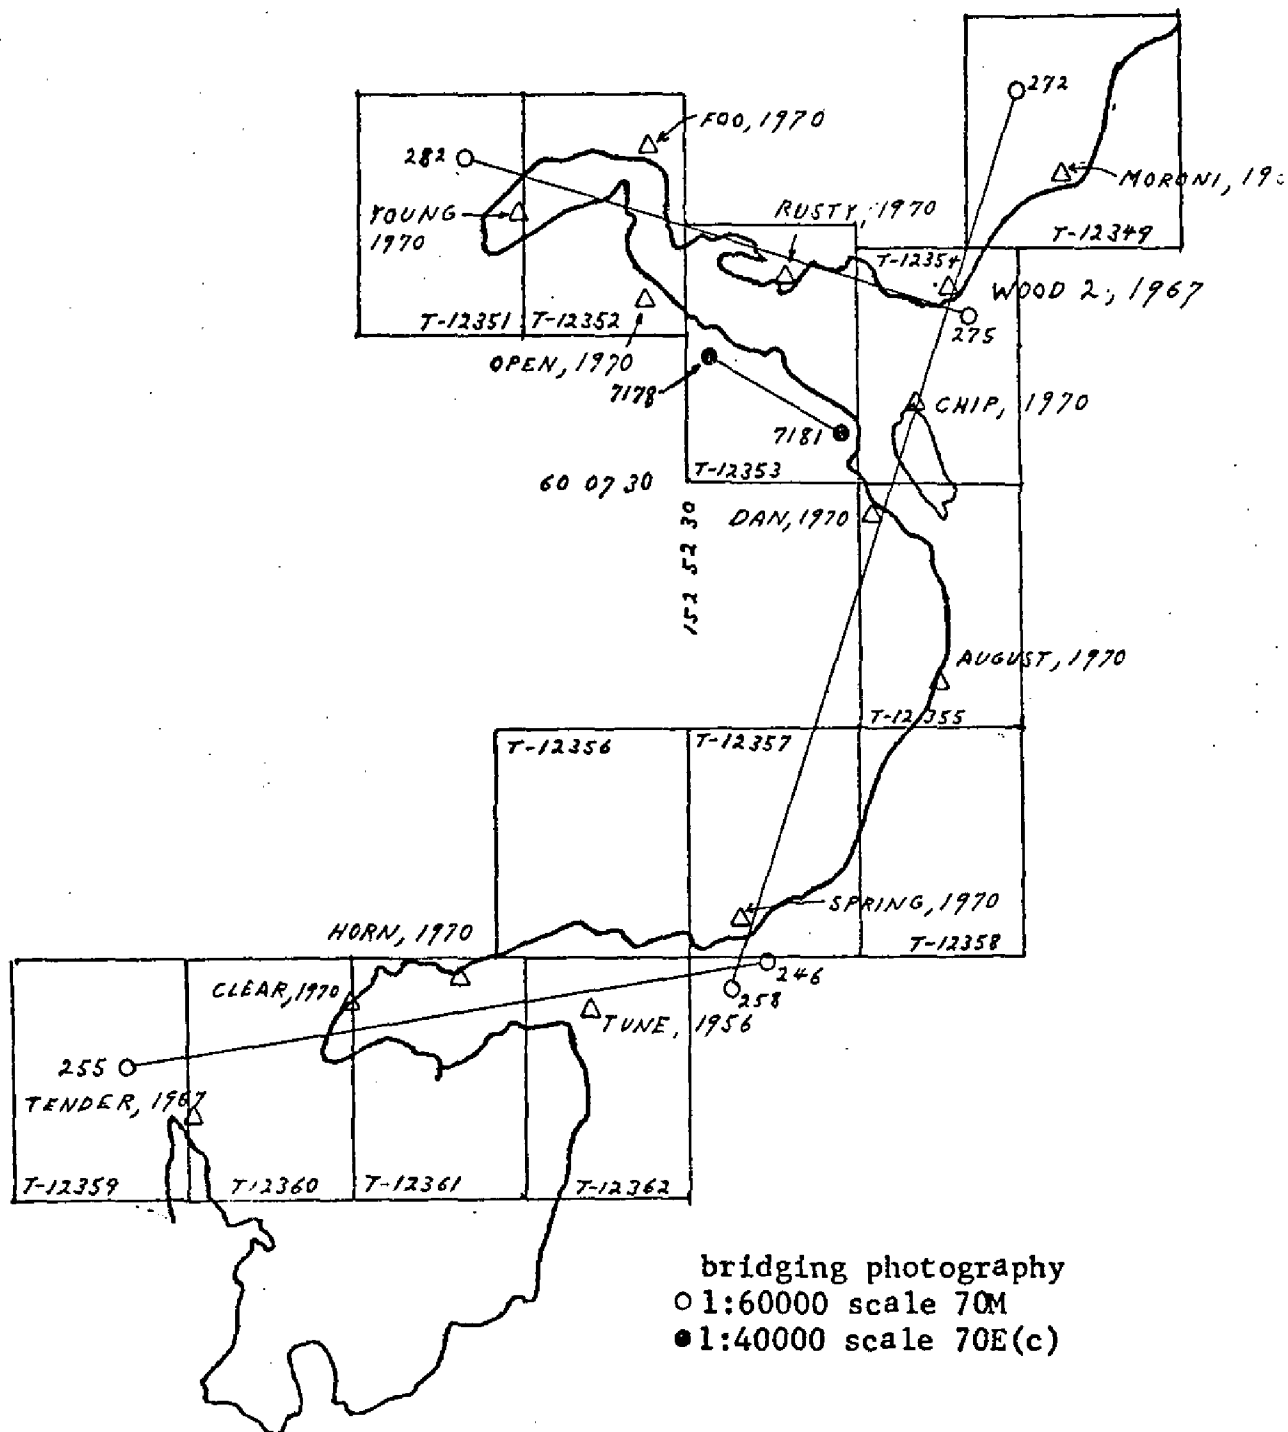 272
FOO, 1970
282
MORONI, 19
YOUNG
1970
RUSTY, 1970
T-12349
T-12354
WOOD 2, 1967
T-12351
T-12352
275
OPEN, 1970
7178
CHIP, 1970
7181
T-12353
60 07 30
152 52 30
DAN, 1970
AUGUST, 1970
T-12355
T-12356
T-12357
SPRING, 1970
HORN, 1970
T-12358
CLEAR, 1970
246
258
TUNE, 1956
255
TENDER, 1967
T-12359
T-12360
T-12361
T-12362
bridging photography
1:60000 scale 70M
1:40000 scale 70E(c)